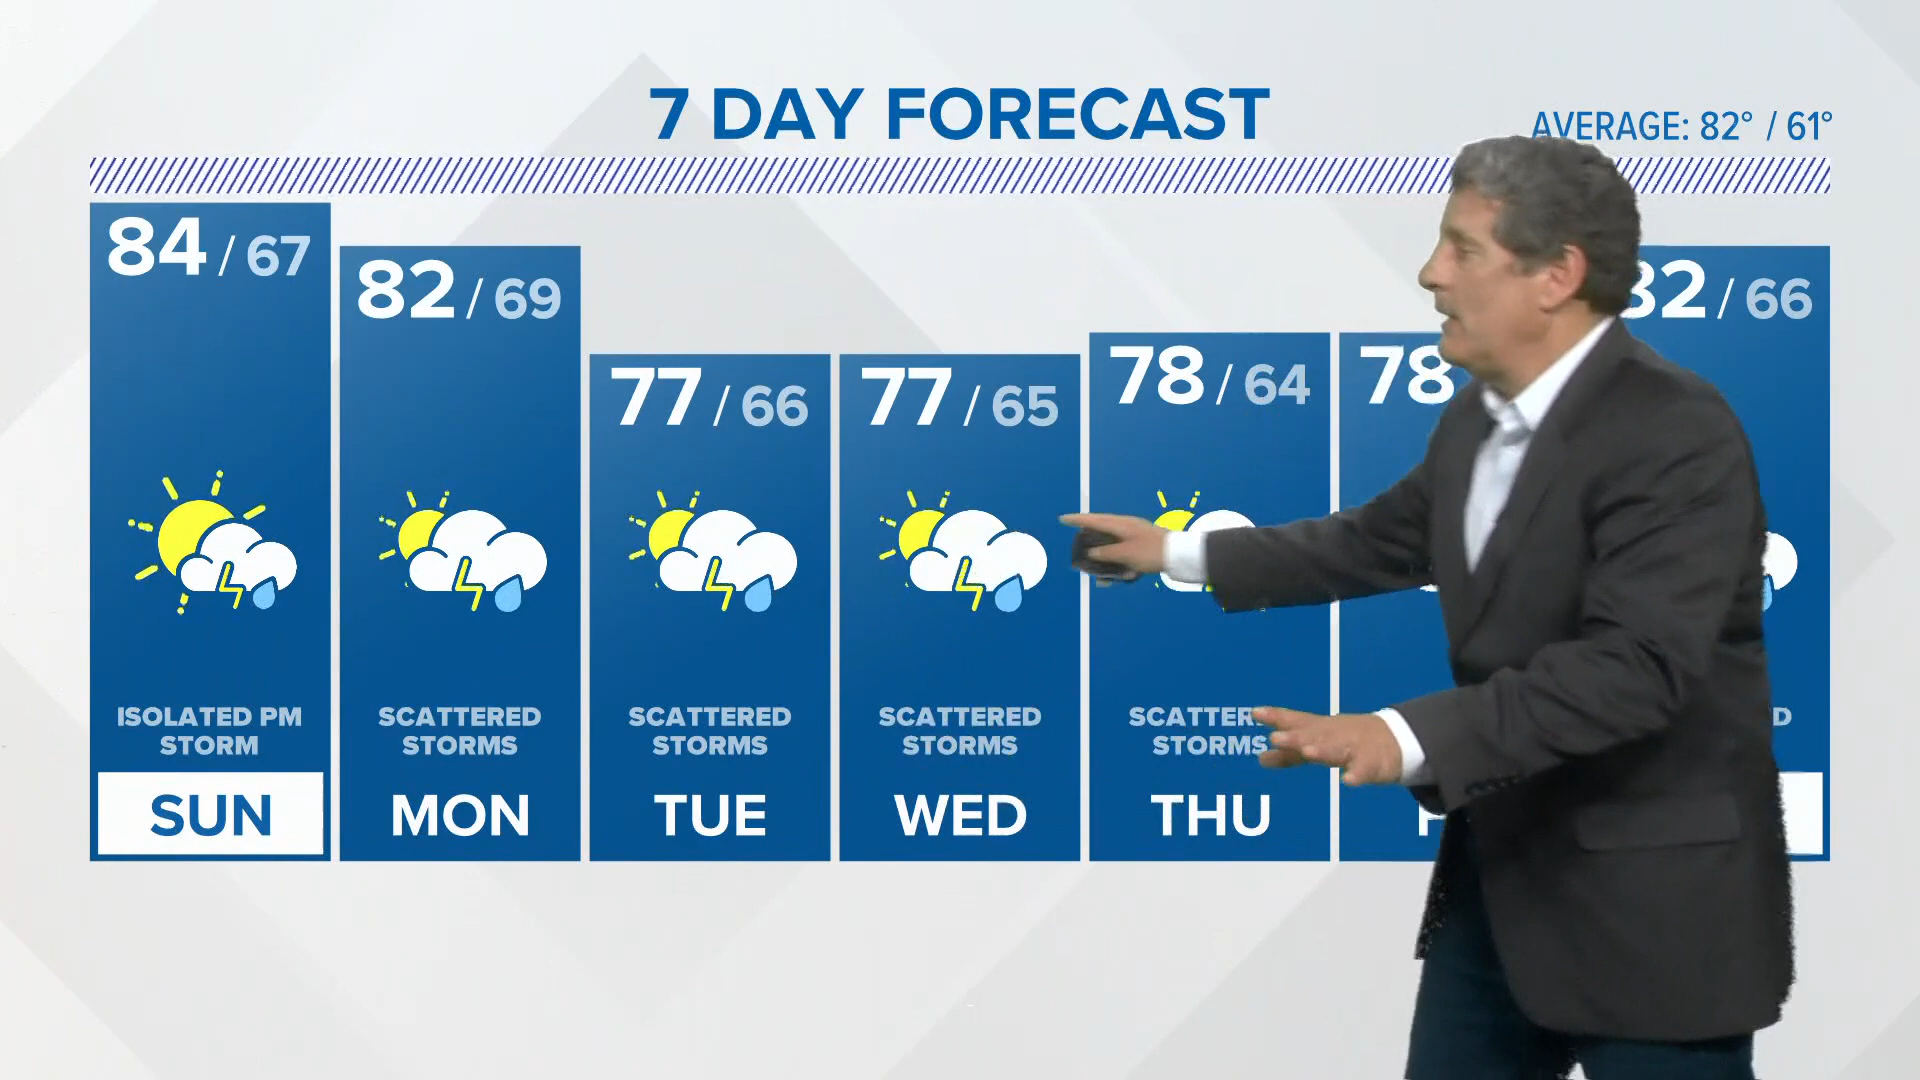 7 DAY FORECAST
AVERAGE: 82° / 61°
84 / 67
ISOLATED PM
STORM
SUN
82 / 69
SCATTERED
STORMS
MON
77 / 66
SCATTERED
STORMS
TUE
77 / 65
SCATTERED
STORMS
WED
78 / 64
STORMS
THU
78
82 / 66